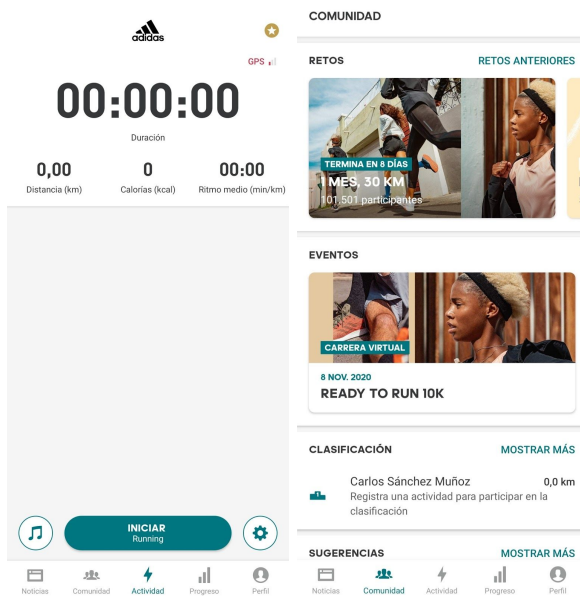 adidas
GPS
00:00:00
Duración
0,00 0 00:00
Distancia (km) Calorías (kcal) Ritmo medio (min/km)
INICIAR
Running
Noticias Comunidad Actividad Progreso Perfil
COMUNIDAD
RETOS RETOS ANTERIORES
TERMINA EN 8 DÍAS
1 MES, 30 KM
101,501 participantes
EVENTOS
CARRERA VIRTUAL
8 NOV. 2020
READY TO RUN 10K
CLASIFICACIÓN MOSTRAR MÁS
Carlos Sánchez Muñoz 0,0 km
Registra una actividad para participar en la
clasificación
SUGERENCIAS MOSTRAR MÁS
Noticias Comunidad Actividad Progreso Perfil